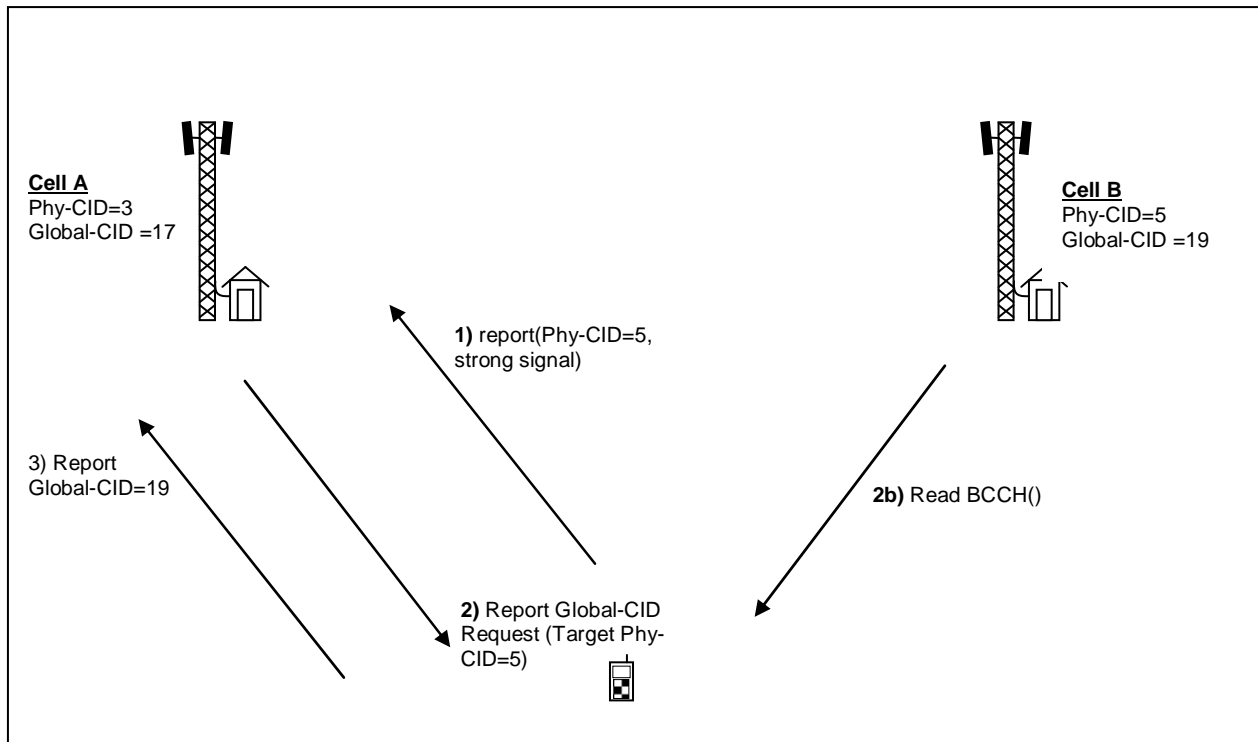 Cell A
Phy-CID=3
Global-CID =17
Cell B
Phy-CID=5
Global-CID =19
1) report(Phy-CID=5,
strong signal)
3) Report
Global-CID=19
2b) Read BCCH()
2) Report Global-CID
Request (Target Phy-
CID=5)